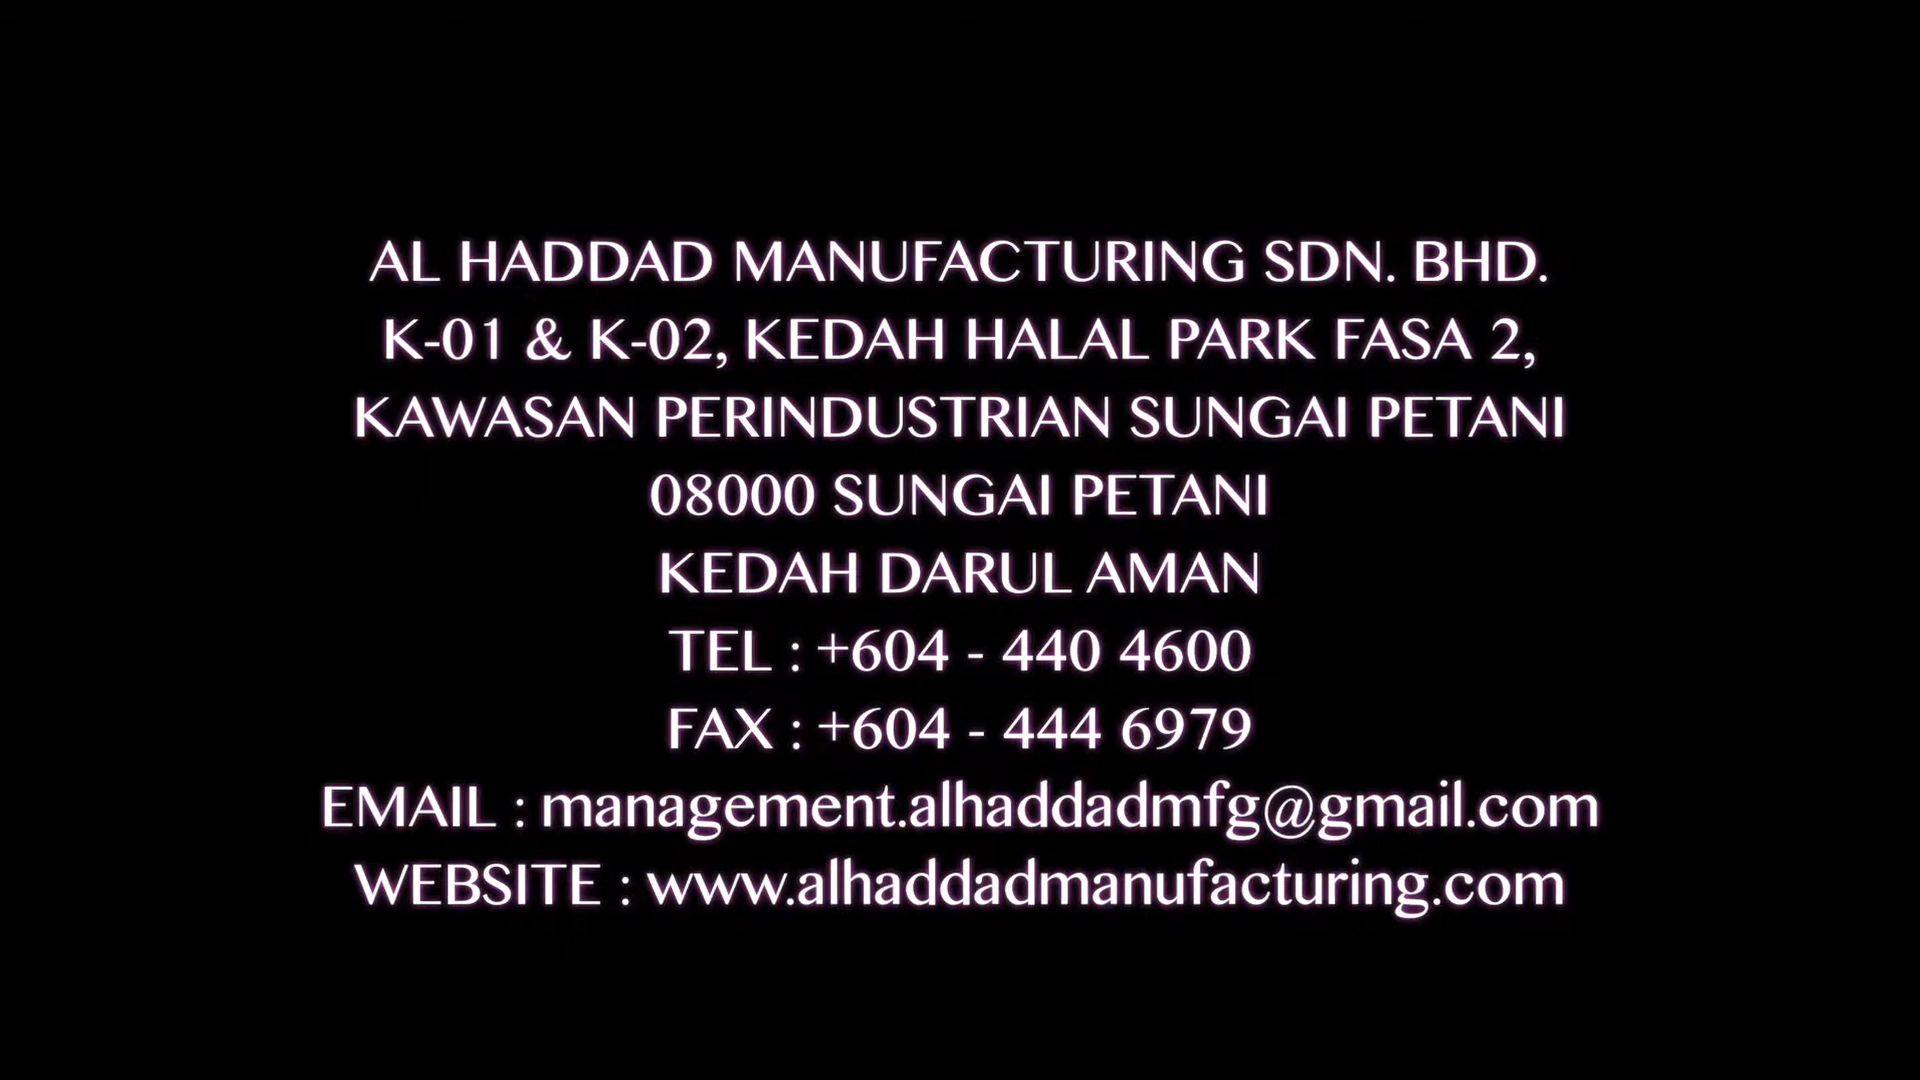 AL HADDAD MANUFACTURING SDN. BHD.
K-01 & K-02, KEDAH HALAL PARK FASA 2,
KAWASAN PERINDUSTRIAN SUNGAI PETANI
08000 SUNGAI PETANI
KEDAH DARUL AMAN
TEL : +604 - 440 4600
FAX : +604 - 444 6979
EMAIL : management.alhaddadmfg@gmail.com
WEBSITE : www.alhaddadmanufacturing.com